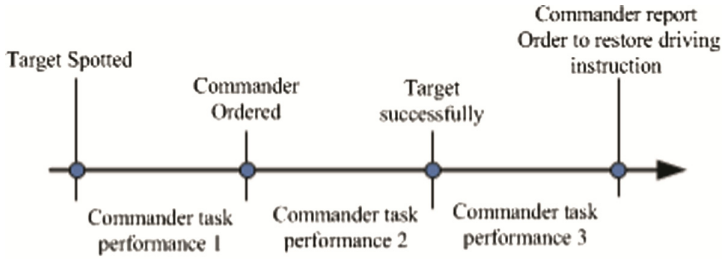 Target Spotted
Commander
Ordered
Target
successfully
Commander report
Order to restore driving
instruction
Commander task
performance 1
Commander task
performance 2
Commander task
performance 3